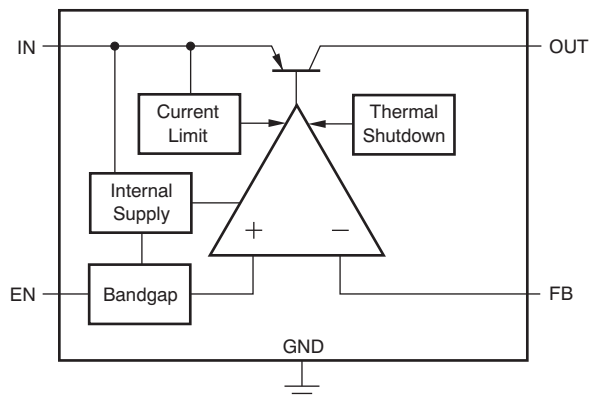 IN
OUT
Current
Limit
Thermal
Shutdown
Internal
Supply
+
−
EN
Bandgap
FB
GND